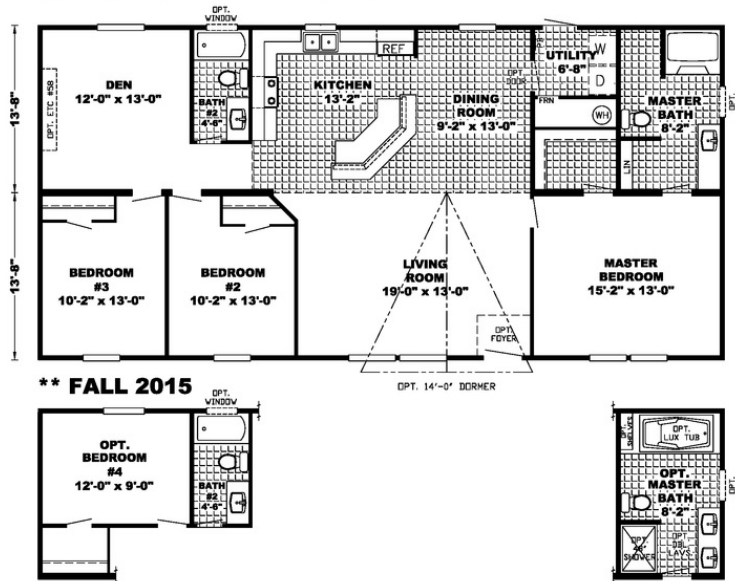 OPT.
WINDOW
DEN
12'-0" x 13'-0"
OPT. ETC #58
BATH
#2
4'-6"
REF
KITCHEN
13'-2"
DINING
ROOM
9'-2" x 13'-0"
OPT
DOOR
PB
UTILITY
6'-8"
W
D
FRN
WH
MASTER
BATH
8'-2"
OPT.
LIN
13'-8"
13'-8"
BEDROOM
#3
10'-2" x 13'-0"
BEDROOM
#2
10'-2" x 13'-0"
LIVING
ROOM
19'-0" x 13'-0"
OPT.
FOYER
MASTER
BEDROOM
15'-2" x 13'-0"
OPT. 14'-0" DORMER
** FALL 2015
OPT.
WINDOW
OPT.
BEDROOM
#4
12'-0" x 9'-0"
BATH
#2
4'-6"
OPT.
SHELVES
OPT.
LUX TUB
OPT.
MASTER
BATH
8'-2"
OPT.
OPT
48"
SHOWER
OPT.
DBL
LAVS.